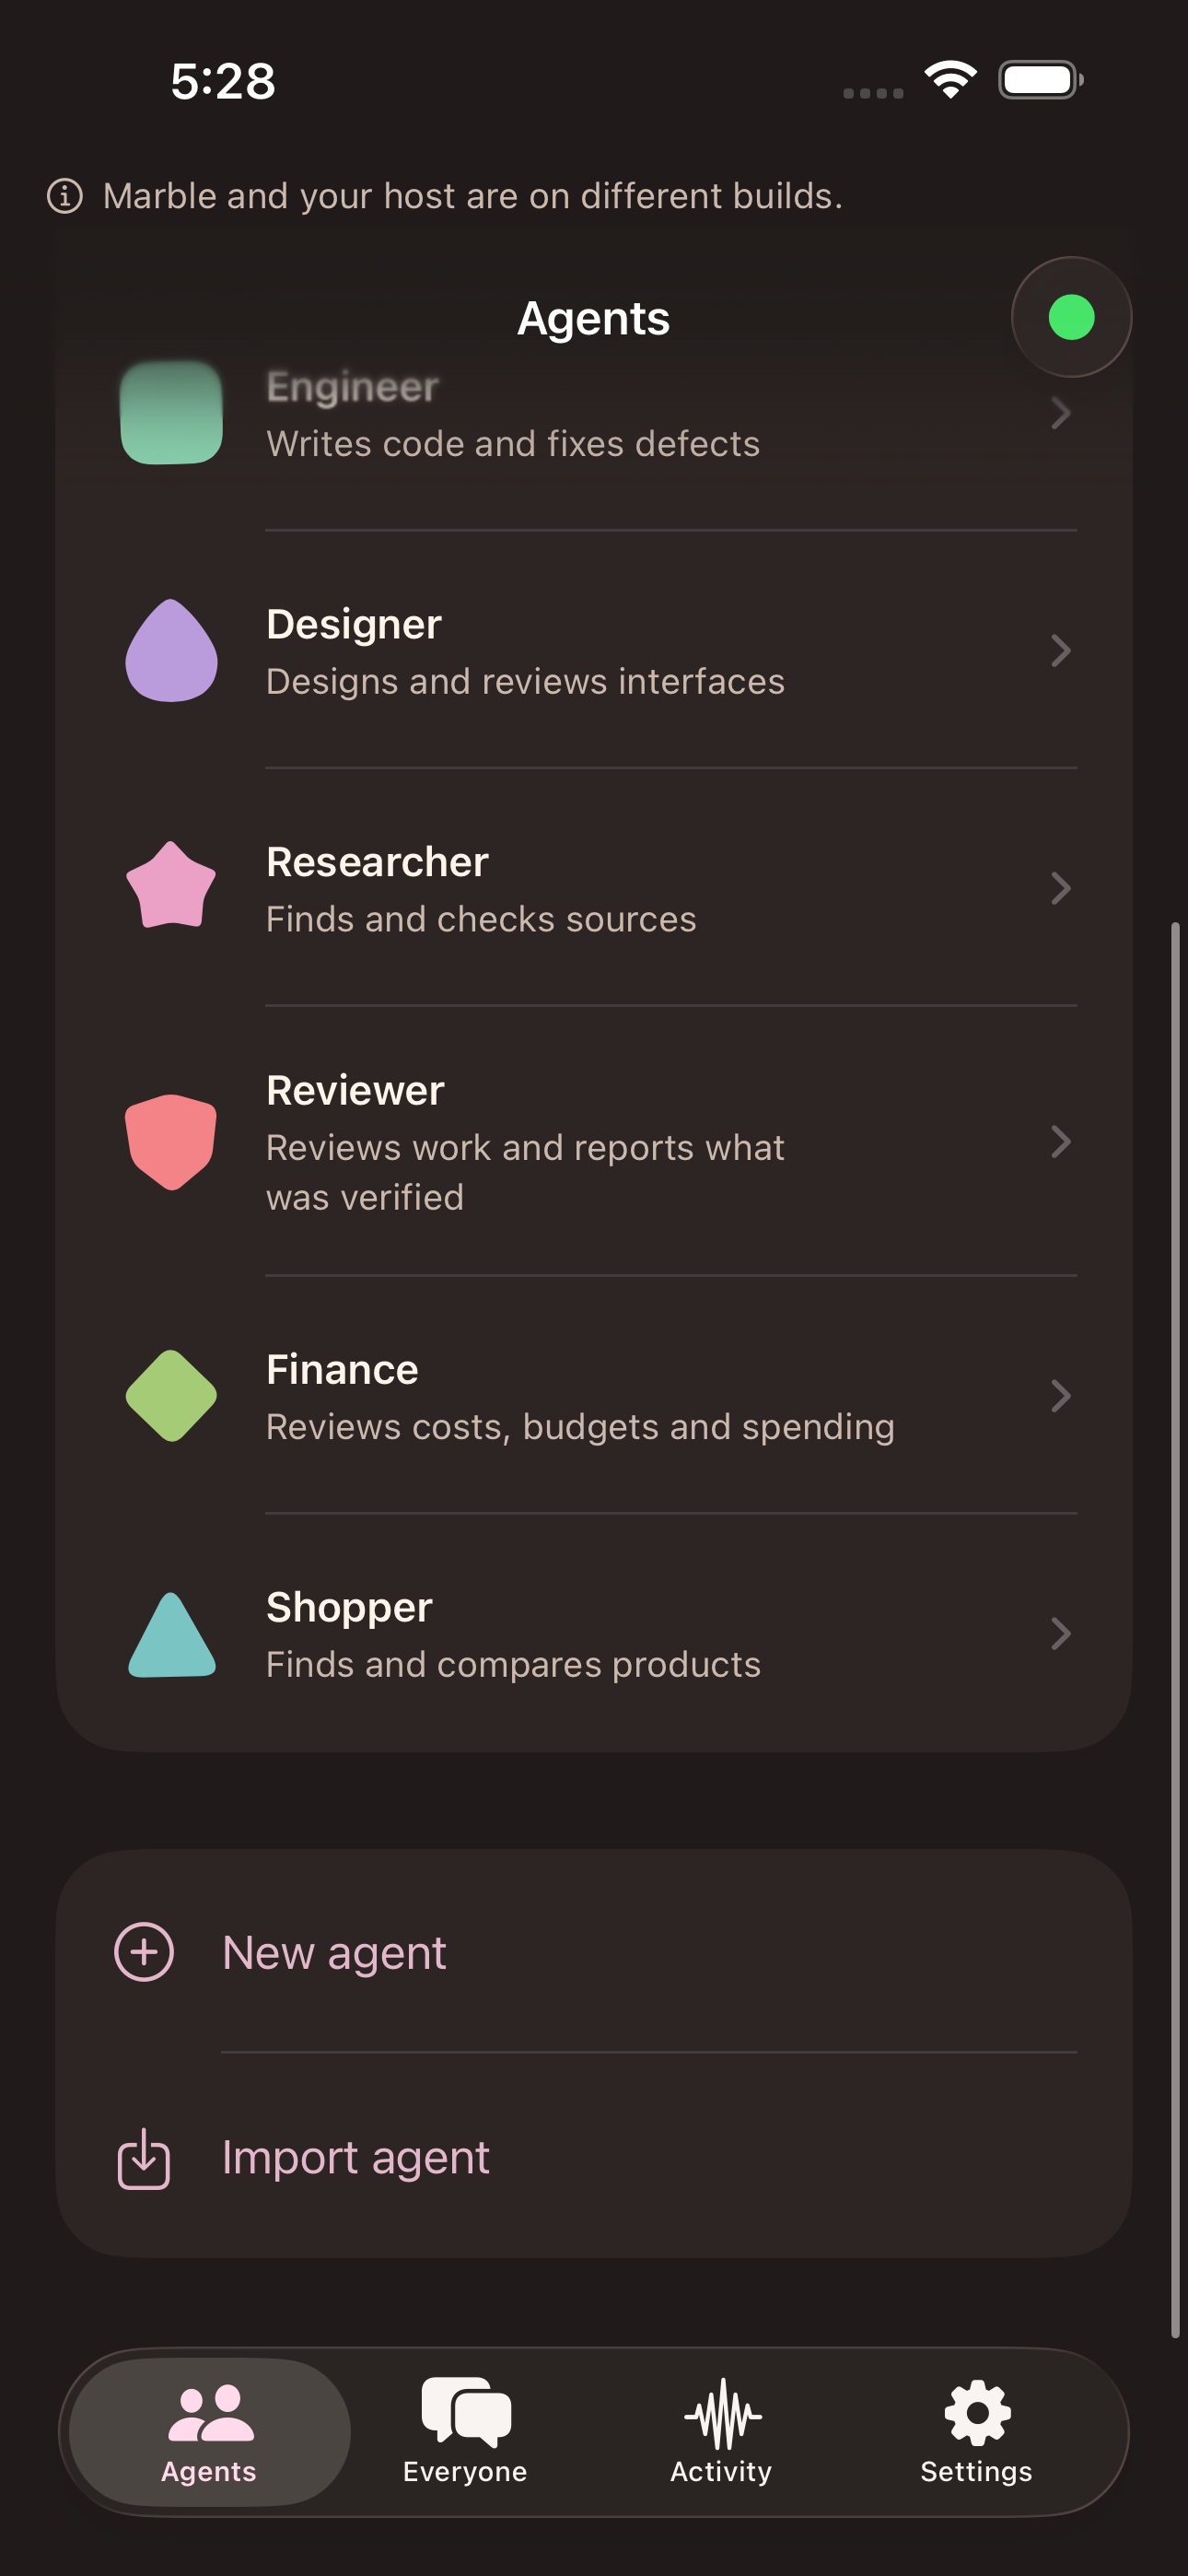 5:28
Marble and your host are on different builds.
Agents
Engineer
Writes code and fixes defects
Designer
Designs and reviews interfaces
Researcher
Finds and checks sources
Reviewer
Reviews work and reports what
was verified
Finance
Reviews costs, budgets and spending
Shopper
Finds and compares products
New agent
Import agent
Agents
Everyone
Activity
Settings